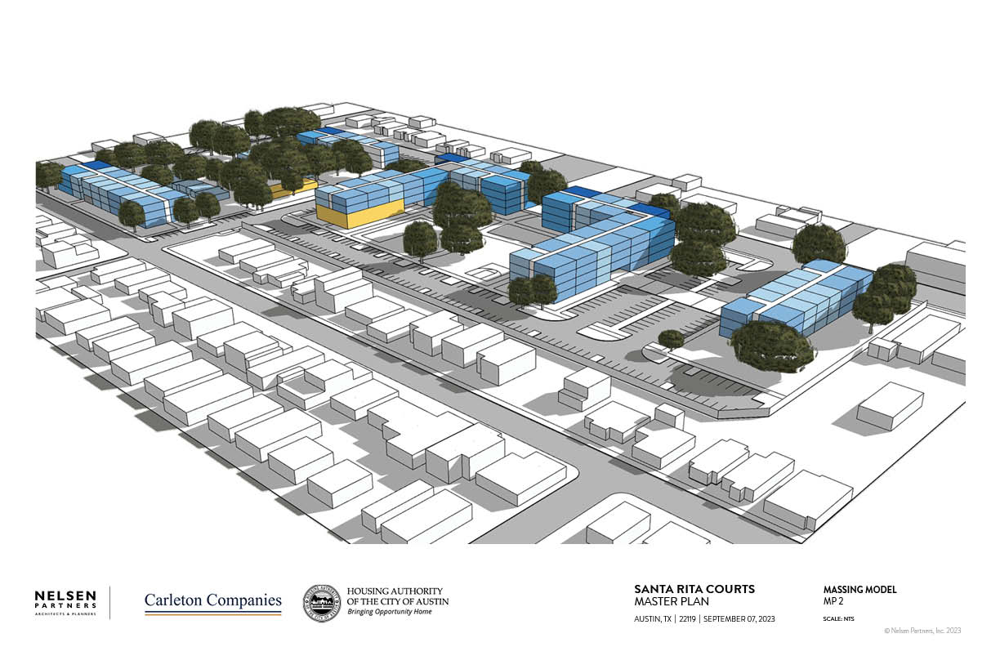 NELSEN
PARTNERS
ARCHITECTS & PLANNERS
Carleton Companies
HOUSING AUTHORITY
OF THE CITY OF AUSTIN
Bringing Opportunity Home
SANTA RITA COURTS
MASTER PLAN
AUSTIN, TX | 22119 | SEPTEMBER 07, 2023
MASSING MODEL
MP 2
SCALE: NTS
© Nelsen Partners, Inc. 2023